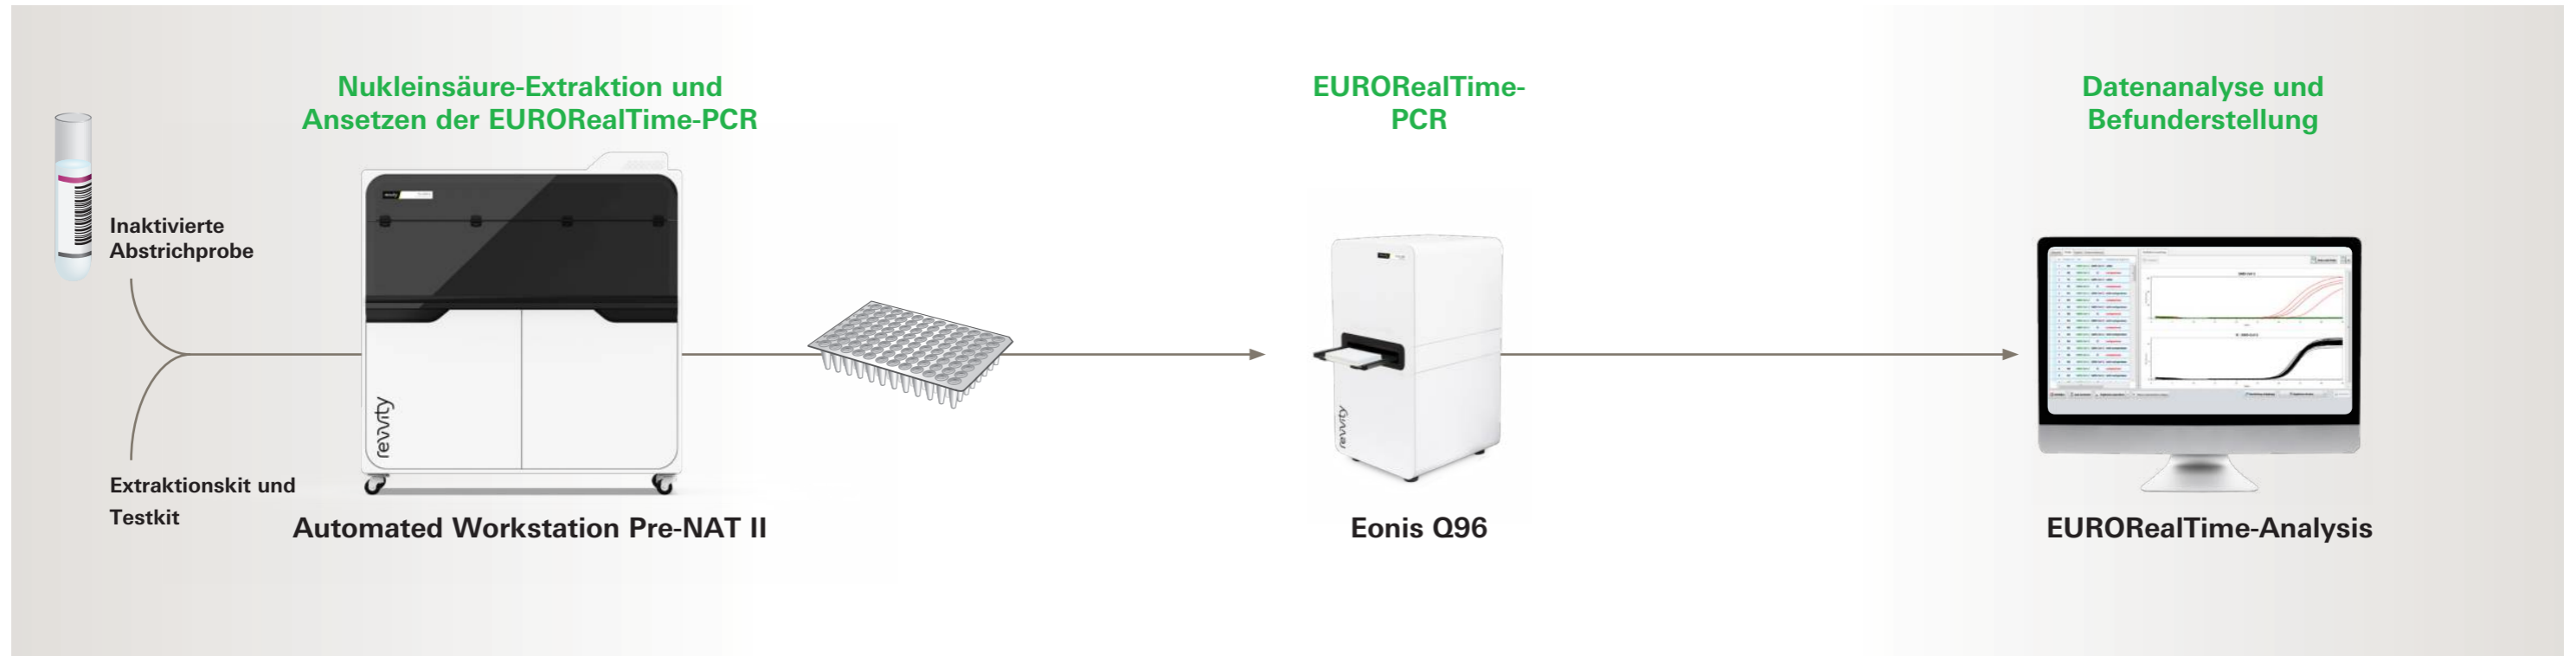 Nukleinsäure-Extraktion und
Ansetzen der EURORealTime-PCR
EURORealTime-
PCR
Datenanalyse und
Befunderstellung
Inaktivierte
Abstrichprobe
Extraktionskit und
Testkit
revvity
revvity
Automated Workstation Pre-NAT II
Eonis Q96
EURORealTime-Analysis